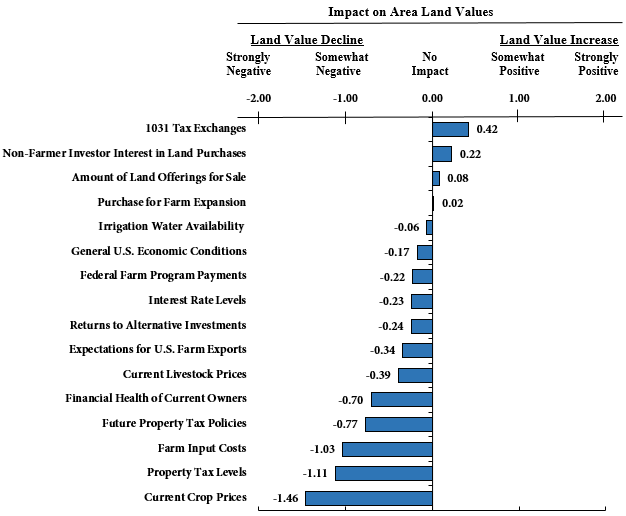 Impact on Area Land Values
Land Value Decline Land Value Increase
Strongly Somewhat No Somewhat Strongly
Negative Negative Impact Positive Positive
-2.00 -1.00 0.00 1.00 2.00
1031 Tax Exchanges 0.42
Non-Farmer Investor Interest in Land Purchases 0.22
Amount of Land Offerings for Sale 0.08
Purchase for Farm Expansion 0.02
Irrigation Water Availability -0.06
General U.S. Economic Conditions -0.17
Federal Farm Program Payments -0.22
Interest Rate Levels -0.23
Returns to Alternative Investments -0.24
Expectations for U.S. Farm Exports -0.34
Current Livestock Prices -0.39
Financial Health of Current Owners -0.70
Future Property Tax Policies -0.77
Farm Input Costs -1.03
Property Tax Levels -1.11
Current Crop Prices -1.46